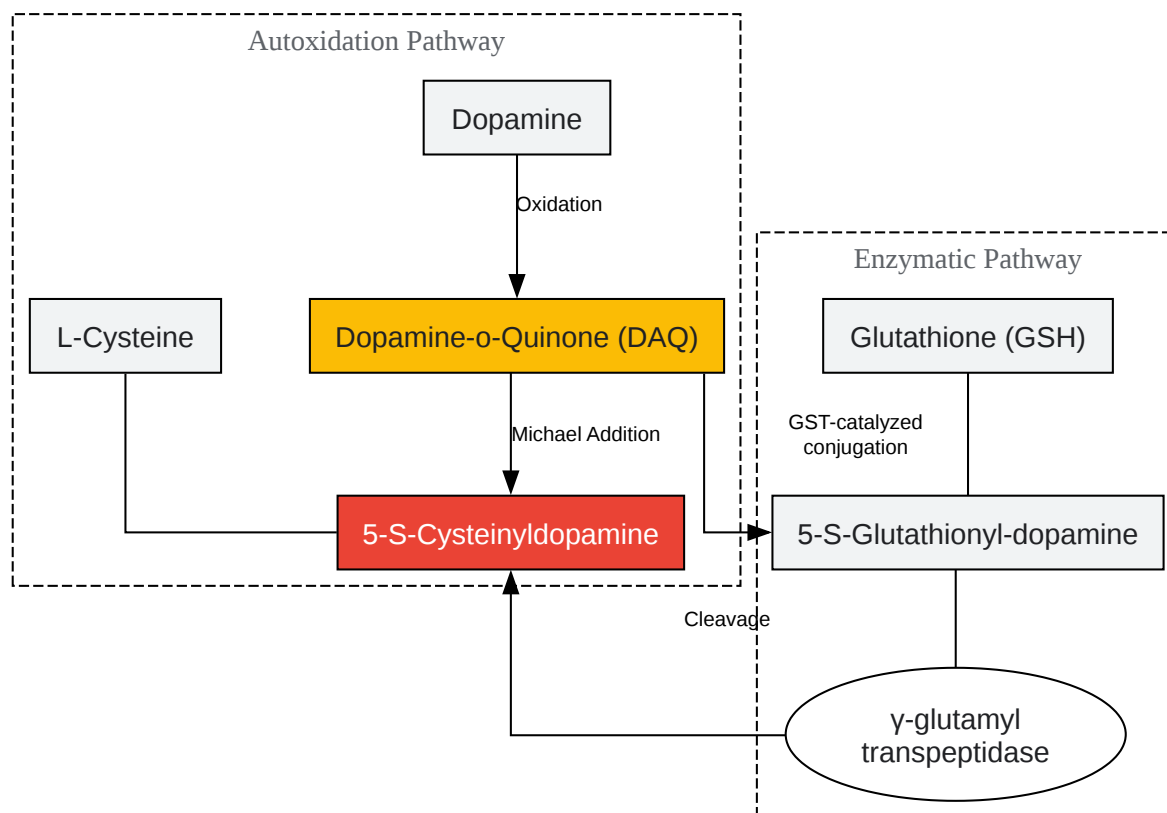 Autoxidation Pathway
Dopamine
Oxidation
Enzymatic Pathway
L-Cysteine
Dopamine-o-Quinone (DAQ)
Glutathione (GSH)
Michael Addition
GST-catalyzed
conjugation
5-S-Cysteinyldopamine
5-S-Glutathionyl-dopamine
Cleavage
γ-glutamyl
transpeptidase